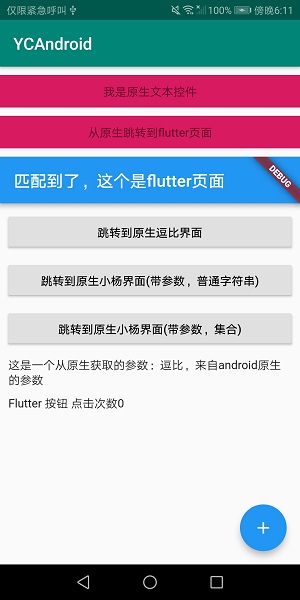 仅限紧急呼叫 100% 傍晚6:11
YCAndroid
我是原生文本控件
从原生跳转到flutter页面
匹配到了，这个是flutter页面
DEBUG
跳转到原生逗比界面
跳转到原生小杨界面(带参数，普通字符串)
跳转到原生小杨界面(带参数，集合)
这是一个从原生获取的参数：逗比，来自android原生
的参数
Flutter 按钮 点击次数0